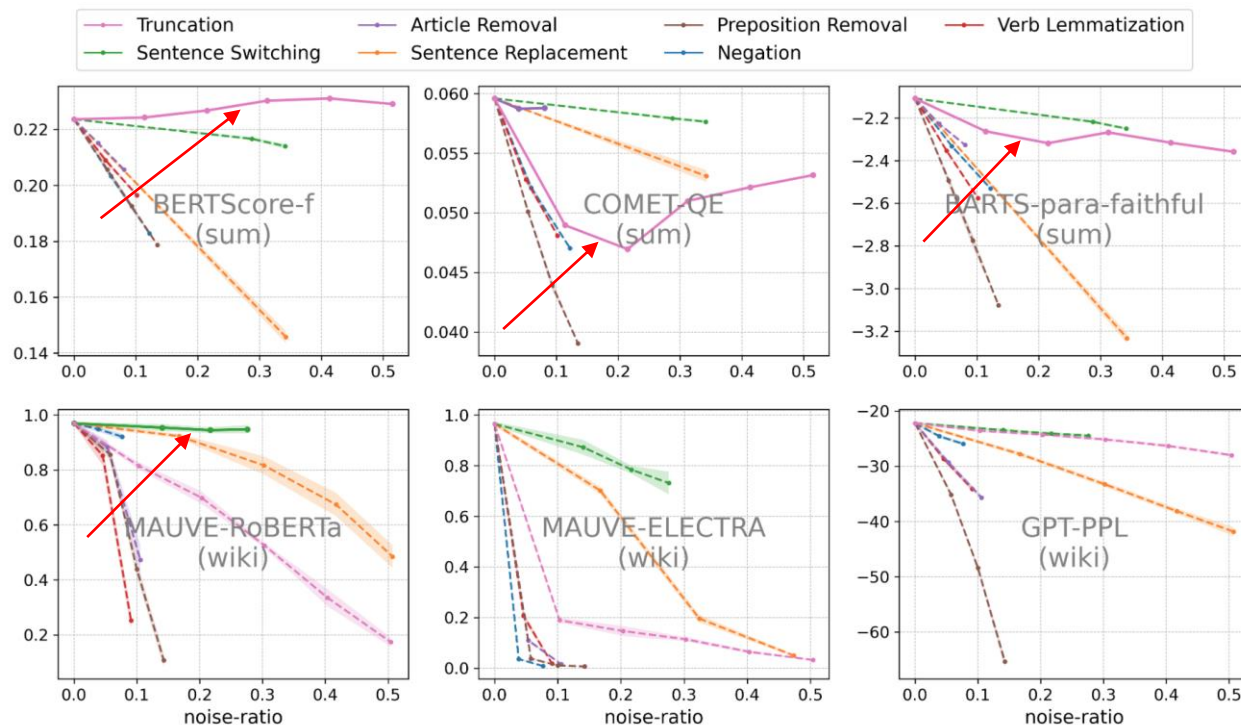 Truncation Article Removal Preposition Removal Verb Lemmatization
Sentence Switching Sentence Replacement Negation
0.22
0.20
0.18
0.16
0.14
BERTScore-f
(sum)
0.0 0.1 0.2 0.3 0.4 0.5
0.060
0.055
0.050
0.045
0.040
COMET-QE
(sum)
0.0 0.1 0.2 0.3 0.4 0.5
−2.2
−2.4
−2.6
−2.8
−3.0
−3.2
BARTS-para-faithful
(sum)
0.0 0.1 0.2 0.3 0.4 0.5
1.0
0.8
0.6
0.4
0.2
MAUVE-RoBERTa
(wiki)
0.0 0.1 0.2 0.3 0.4 0.5
noise-ratio
1.0
0.8
0.6
0.4
0.2
0.0
MAUVE-ELECTRA
(wiki)
0.0 0.1 0.2 0.3 0.4 0.5
noise-ratio
−20
−30
−40
−50
−60
GPT-PPL
(wiki)
0.0 0.1 0.2 0.3 0.4 0.5
noise-ratio